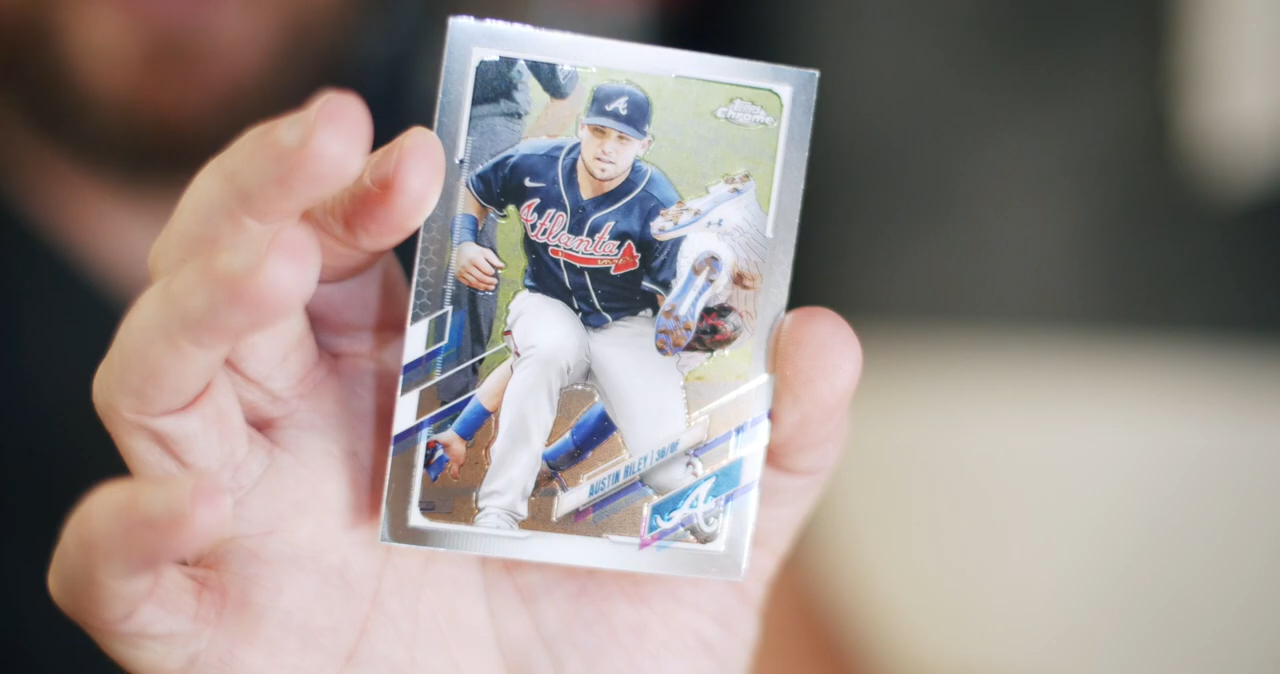 A
Topps
Chrome
Atlanta
AUSTIN RILEY | 3B/OF
A